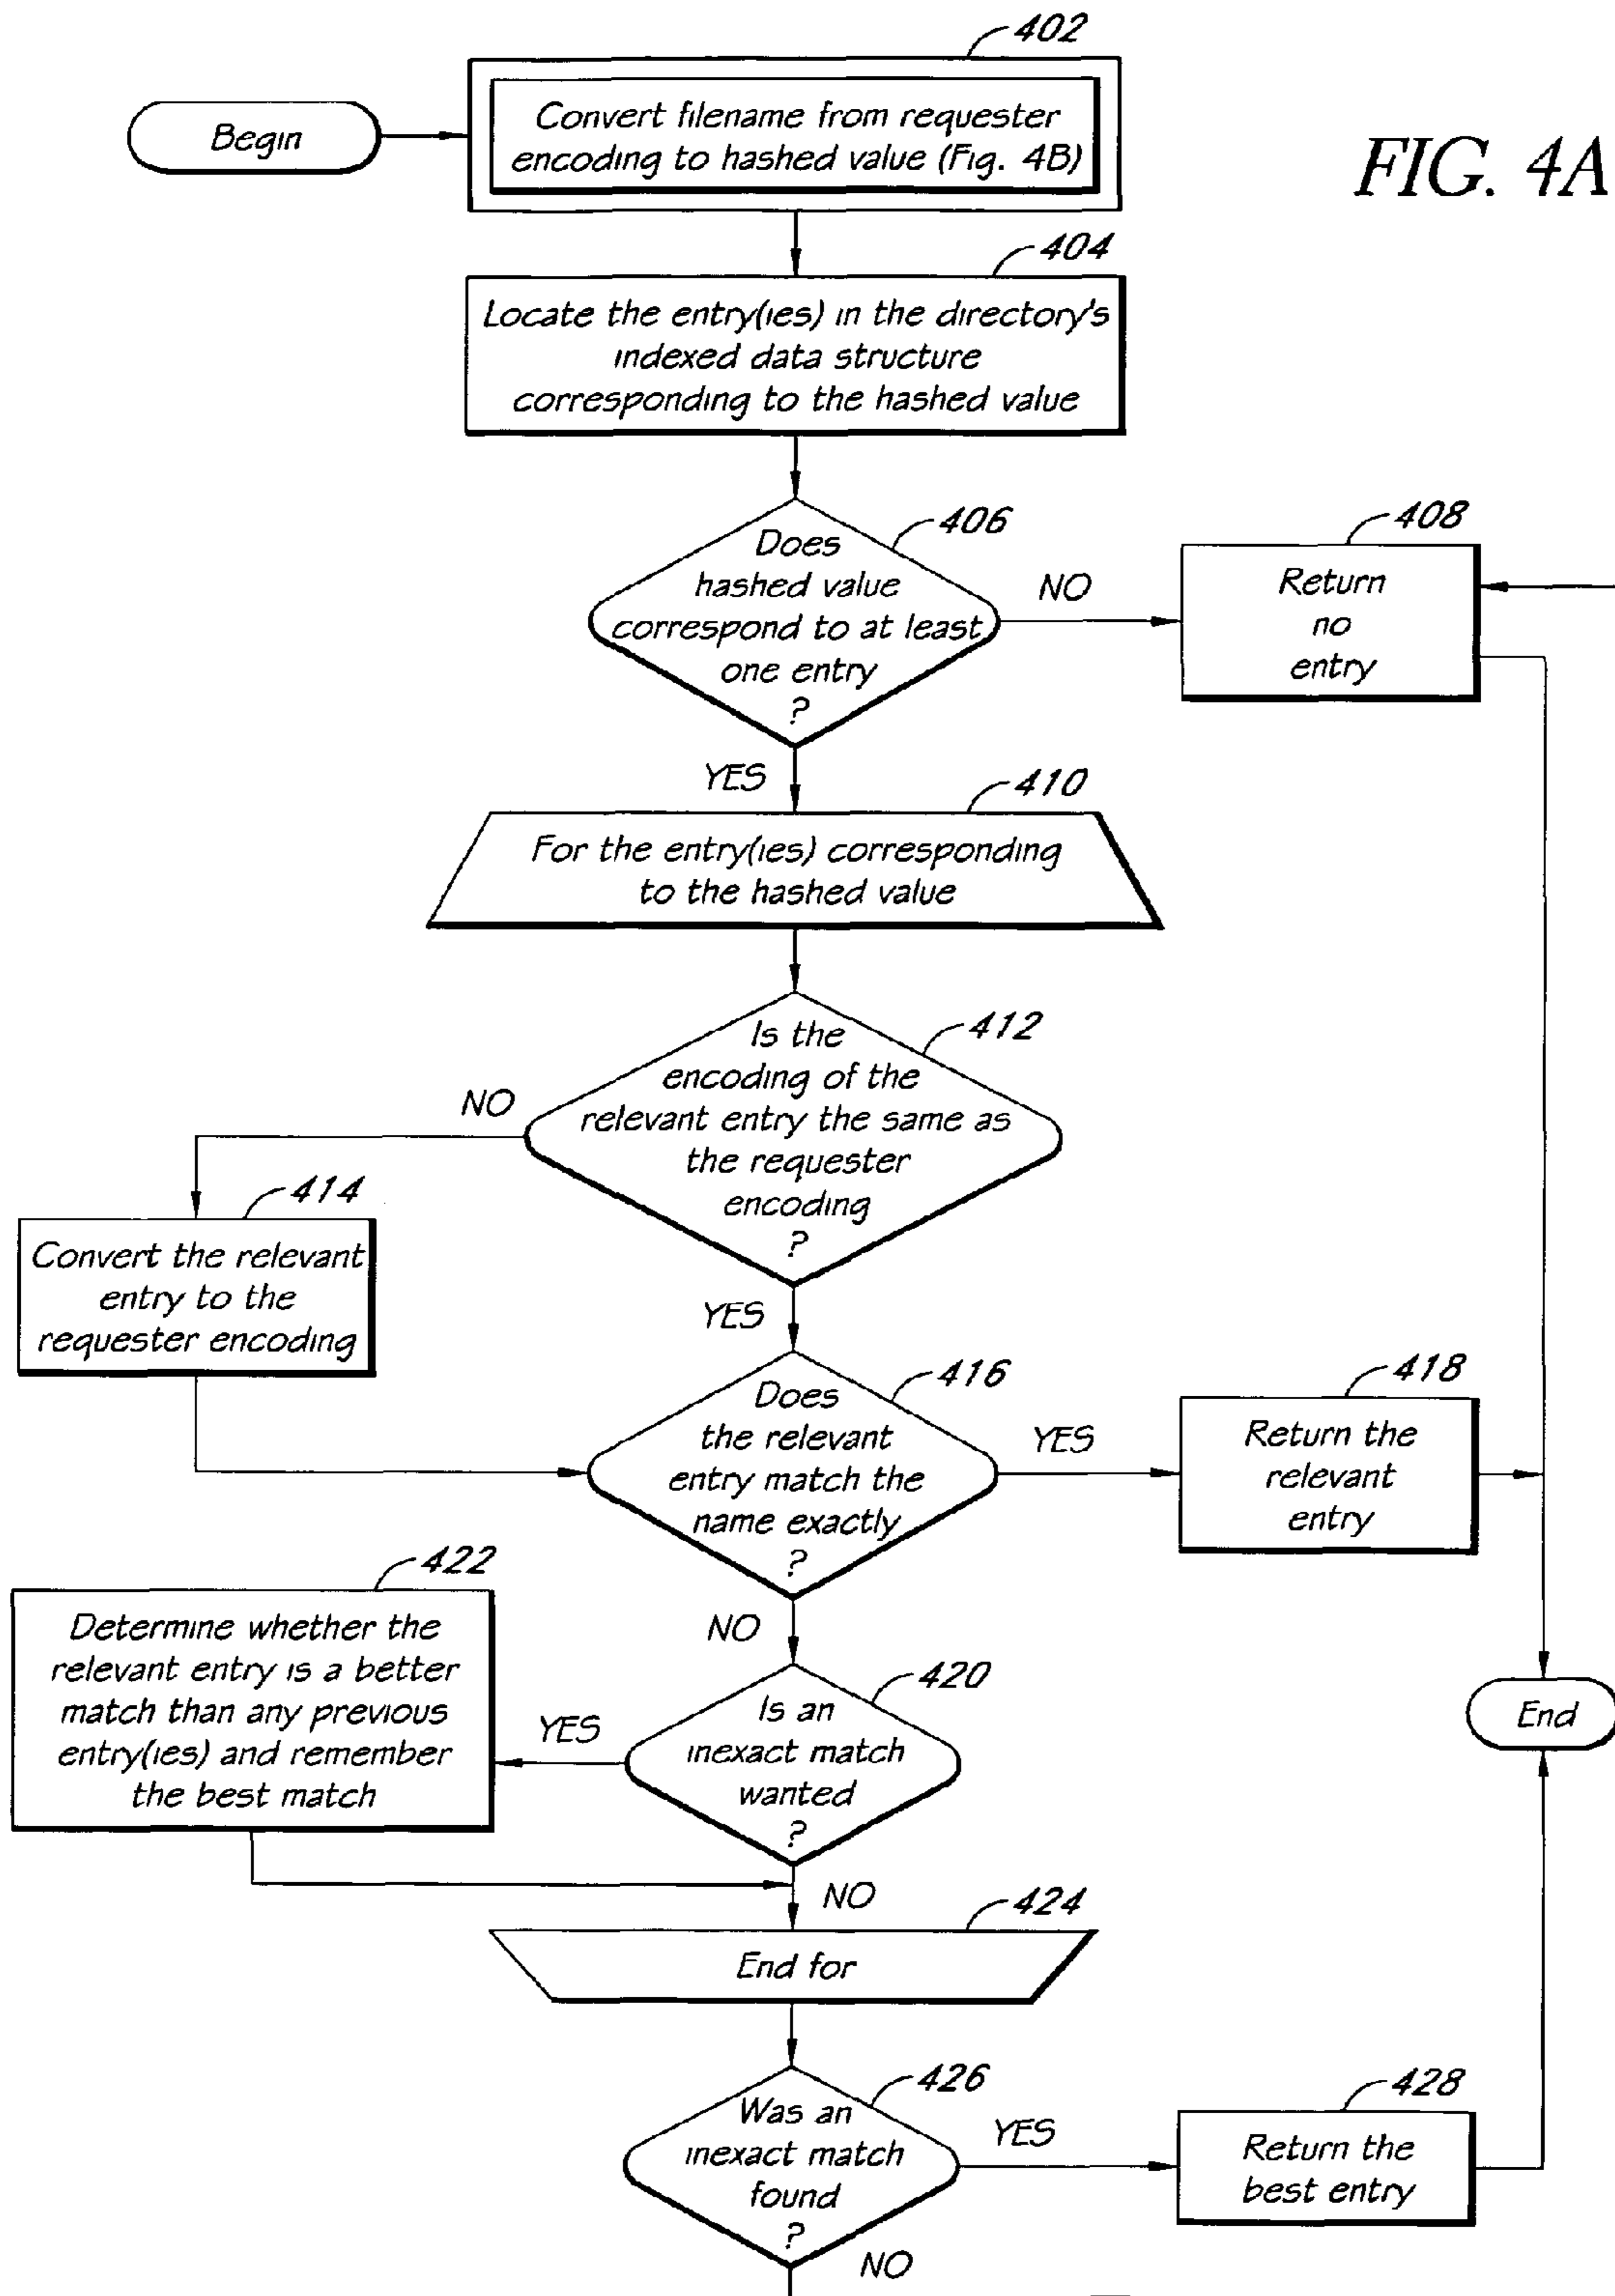 402
Begin
Convert filename from requester
encoding to hashed value (Fig. 4B)
FIG. 4A
404
Locate the entry(ies) in the directory's
indexed data structure
corresponding to the hashed value
406
Does
hashed value
correspond to at least
one entry
?
NO
408
Return
no
entry
YES
410
For the entry(ies) corresponding
to the hashed value
412
Is the
encoding of the
relevant entry the same as
the requester
encoding
?
NO
414
Convert the relevant
entry to the
requester encoding
YES
416
Does
the relevant
entry match the
name exactly
?
YES
418
Return the
relevant
entry
NO
420
Is an
inexact match
wanted
?
YES
422
Determine whether the
relevant entry is a better
match than any previous
entry(ies) and remember
the best match
End
NO
424
End for
426
Was an
inexact match
found
?
YES
428
Return the
best entry
NO